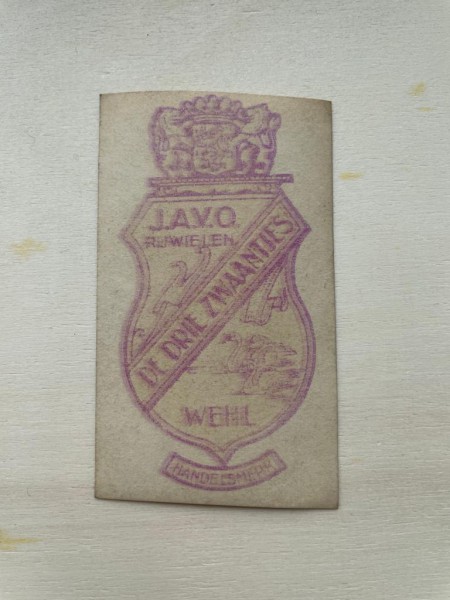 J.A.V.O.
RIJWIELEN
DE DRIE ZWAANTJES
WEHL
HANDELSMERK